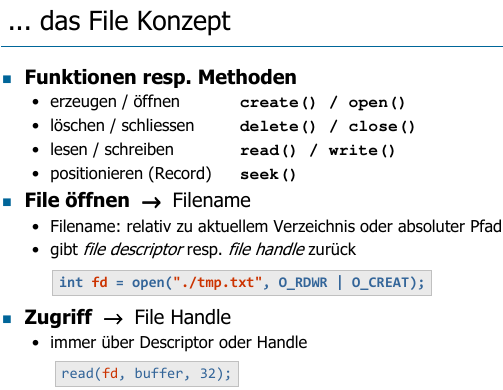 ... das File Konzept
Funktionen resp. Methoden
erzeugen / öffnen create() / open()
löschen / schliessen delete() / close()
lesen / schreiben read() / write()
positionieren (Record) seek()
File öffnen → Filename
Filename: relativ zu aktuellem Verzeichnis oder absoluter Pfad
gibt file descriptor resp. file handle zurück
int fd = open("./tmp.txt", O_RDWR | O_CREAT);
Zugriff → File Handle
immer über Descriptor oder Handle
read(fd, buffer, 32);